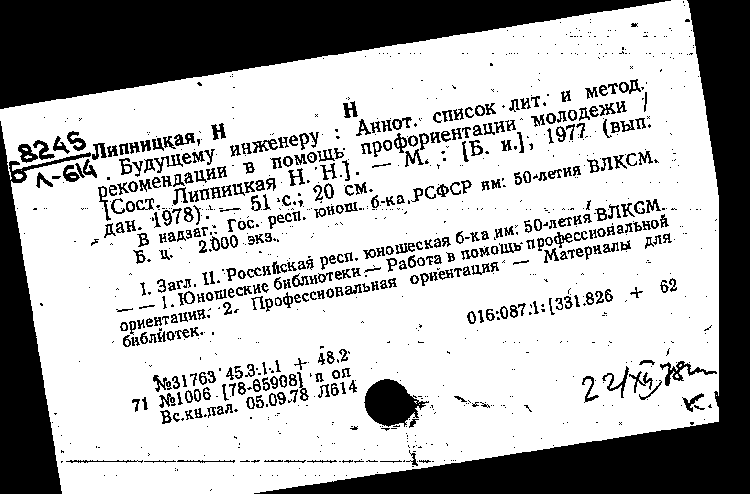 Б8245
Л-614
Липницкая, Н Н
. Будущему инженеру : Аннот. список лит. и метод.
рекомендации в помощь профориентации молодежи /
[Сост. Липницкая Н. Н.]. — М. : [Б. и.], 1977 (вып.
дан. 1978). — 51 с.; 20 см.
В надзаг.: Гос. респ. юнош. б-ка РСФСР им. 50-летия ВЛКСМ.
Б. ц. 2.000 экз.
I. Загл. II. Российская респ. юношеская б-ка им. 50-летия ВЛКСМ.
— — 1. Юношеские библиотеки — Работа в помощь профессиональной
ориентации. 2. Профессиональная ориентация — Материалы для
библиотек.
016:087.1:[331.826 + 62
№31763 45.3.1.1 + 48.2
71 №1006 [78-65908] п оп
Вс.кн.пал. 05.09.78 Л614
22/XII 78
К.